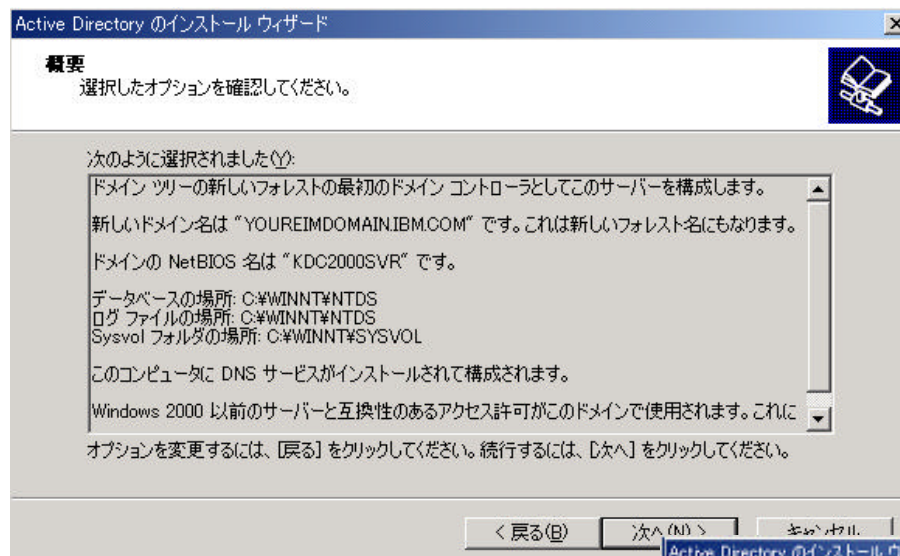 Active Directory のインストール ウィザード
概要
選択したオプションを確認してください。
次のように選択されました(Y):
ドメイン ツリーの新しいフォレストの最初のドメイン コントローラとしてこのサーバーを構成します。
新しいドメイン名は "YOUREIMDOMAIN.IBM.COM" です。これは新しいフォレスト名にもなります。
ドメインの NetBIOS 名は "KDC2000SVR" です。
データベースの場所: C:¥WINNT¥NTDS
ログ ファイルの場所: C:¥WINNT¥NTDS
Sysvol フォルダの場所: C:¥WINNT¥SYSVOL
このコンピュータに DNS サービスがインストールされて構成されます。
Windows 2000 以前のサーバーと互換性のあるアクセス許可がこのドメインで使用されます。これに
オプションを変更するには、[戻る] をクリックしてください。続行するには、[次へ] をクリックしてください。
< 戻る(B) 次へ(N) > キャンセル
Active Directory のインストール ウ